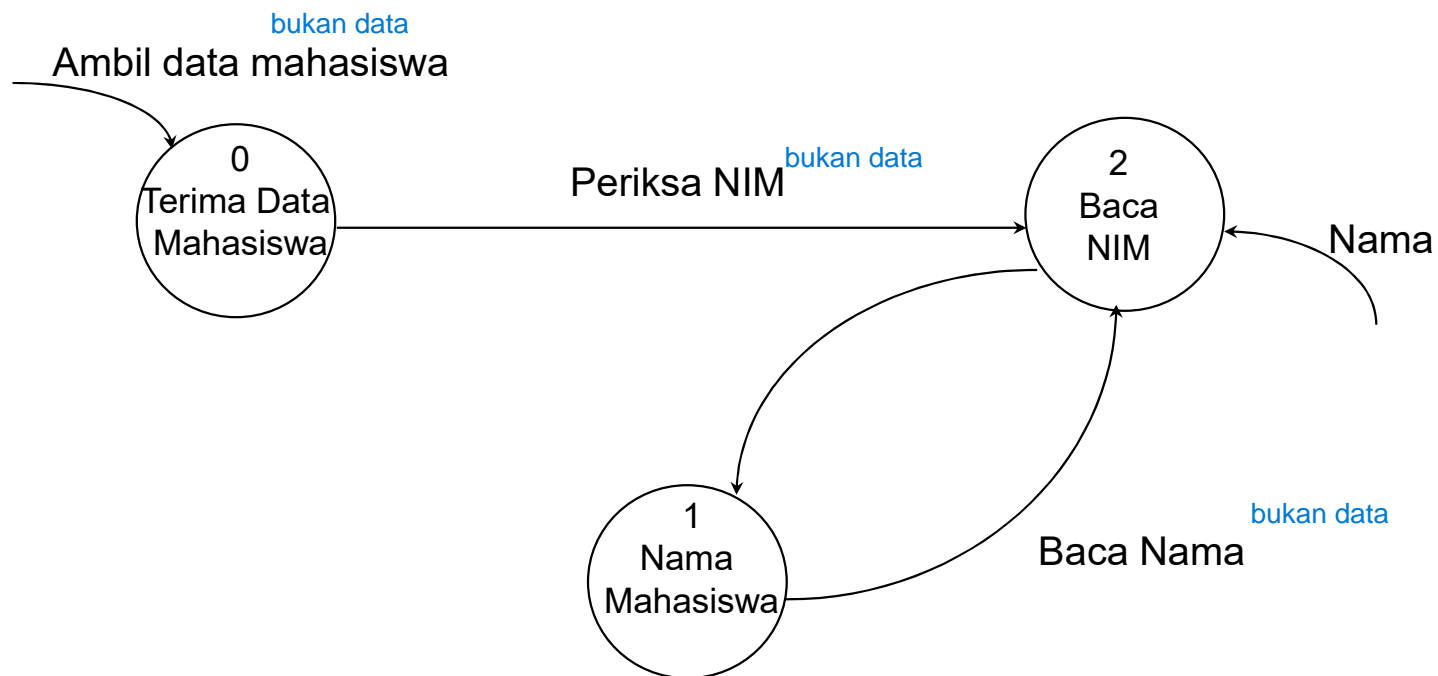 bukan data
Ambil data mahasiswa
0
Terima Data
Mahasiswa
Periksa NIM
bukan data
2
Baca
NIM
Nama
1
Nama
Mahasiswa
bukan data
Baca Nama